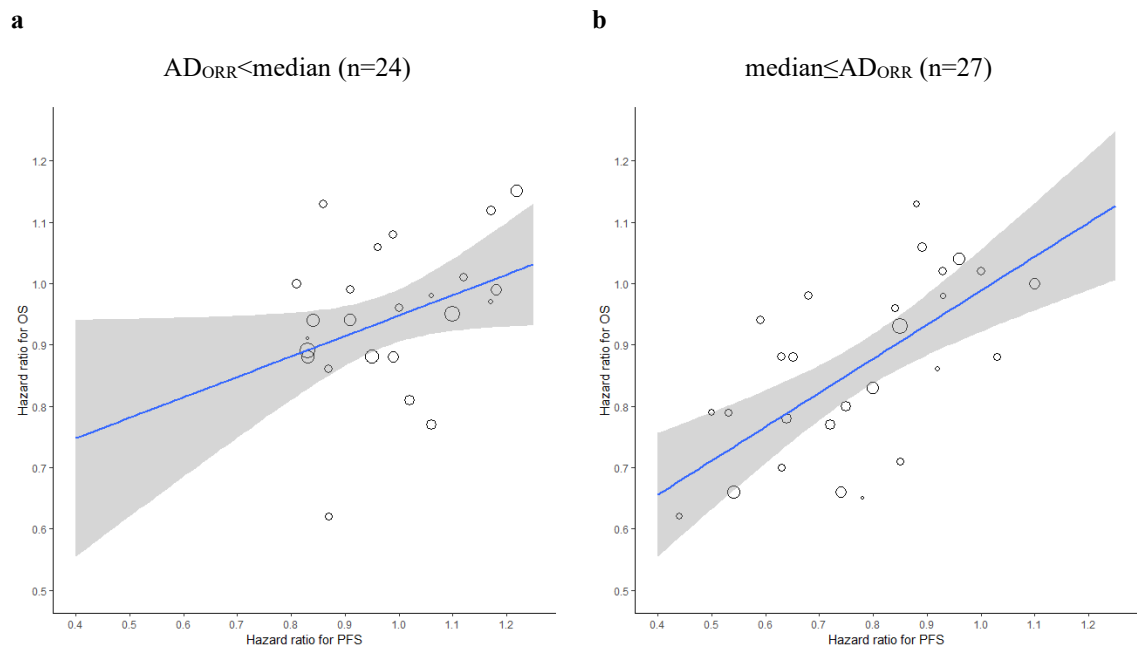 a
AD_ORR<median (n=24)
Hazard ratio for OS
1.2
1.1
1.0
0.9
0.8
0.7
0.6
0.5
0.4 0.5 0.6 0.7 0.8 0.9 1.0 1.1 1.2
Hazard ratio for PFS
b
median≤AD_ORR (n=27)
Hazard ratio for OS
1.2
1.1
1.0
0.9
0.8
0.7
0.6
0.5
0.4 0.5 0.6 0.7 0.8 0.9 1.0 1.1 1.2
Hazard ratio for PFS